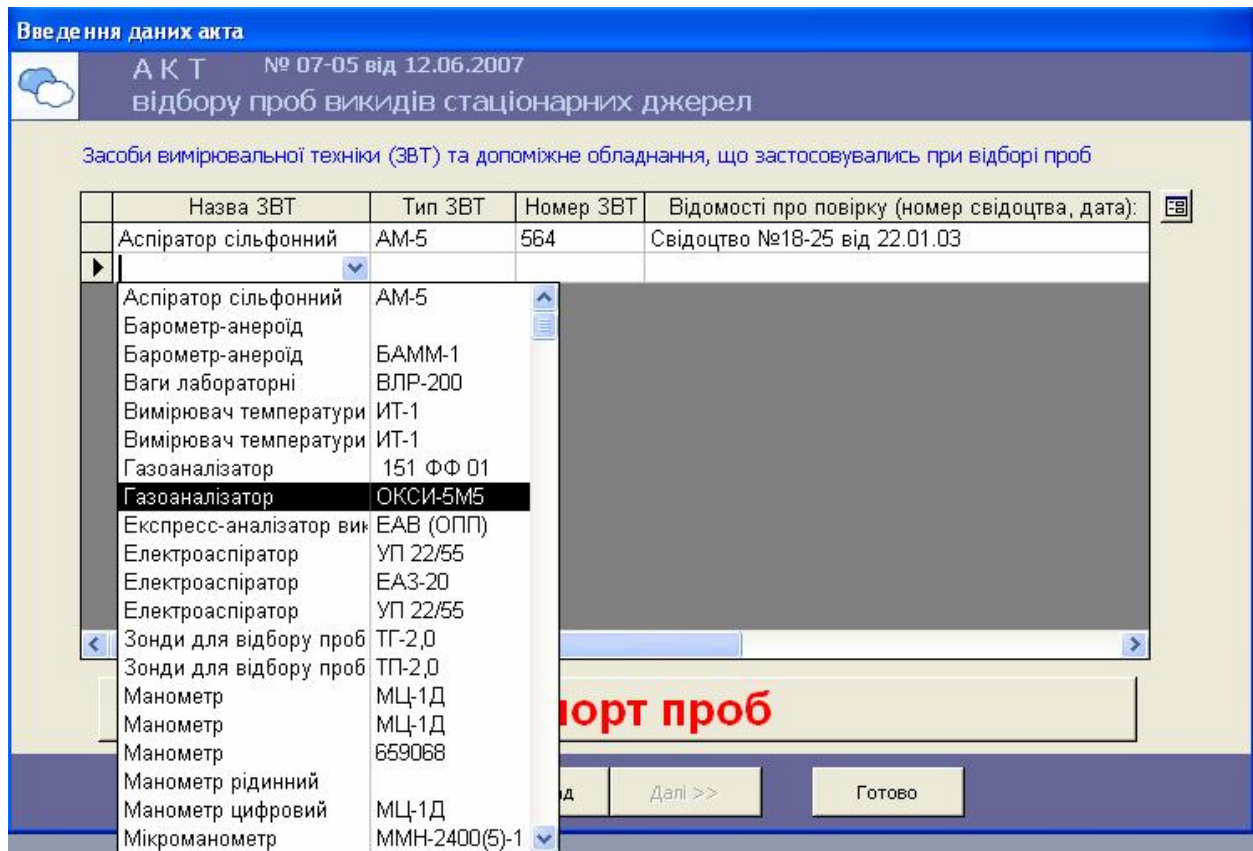 Введення даних акта
А К Т № 07-05 від 12.06.2007
відбору проб викидів стаціонарних джерел
Засоби вимірювальної техніки (ЗВТ) та допоміжне обладнання, що застосовувались при відборі проб
Назва ЗВТ Тип ЗВТ Номер ЗВТ Відомості про повірку (номер свідоцтва, дата):
Аспіратор сільфонний АМ-5 564 Свідоцтво №18-25 від 22.01.03
Аспіратор сільфонний АМ-5
Барометр-анероїд
Барометр-анероїд БАММ-1
Ваги лабораторні ВЛР-200
Вимірювач температури ИТ-1
Вимірювач температури ИТ-1
Газоаналізатор 151 ФФ 01
Газоаналізатор ОКСИ-5М5
Експресс-аналізатор вик ЕАВ (ОПП)
Електроаспіратор УП 22/55
Електроаспіратор ЕАЗ-20
Електроаспіратор УП 22/55
Зонди для відбору проб ТГ-2,0
Зонди для відбору проб ТП-2,0
Манометр МЦ-1Д
Манометр МЦ-1Д
Манометр 659068
Манометр рідинний
Манометр цифровий МЦ-1Д
Мікроманометр ММН-2400(5)-1
порт проб
Далі >>
Готово